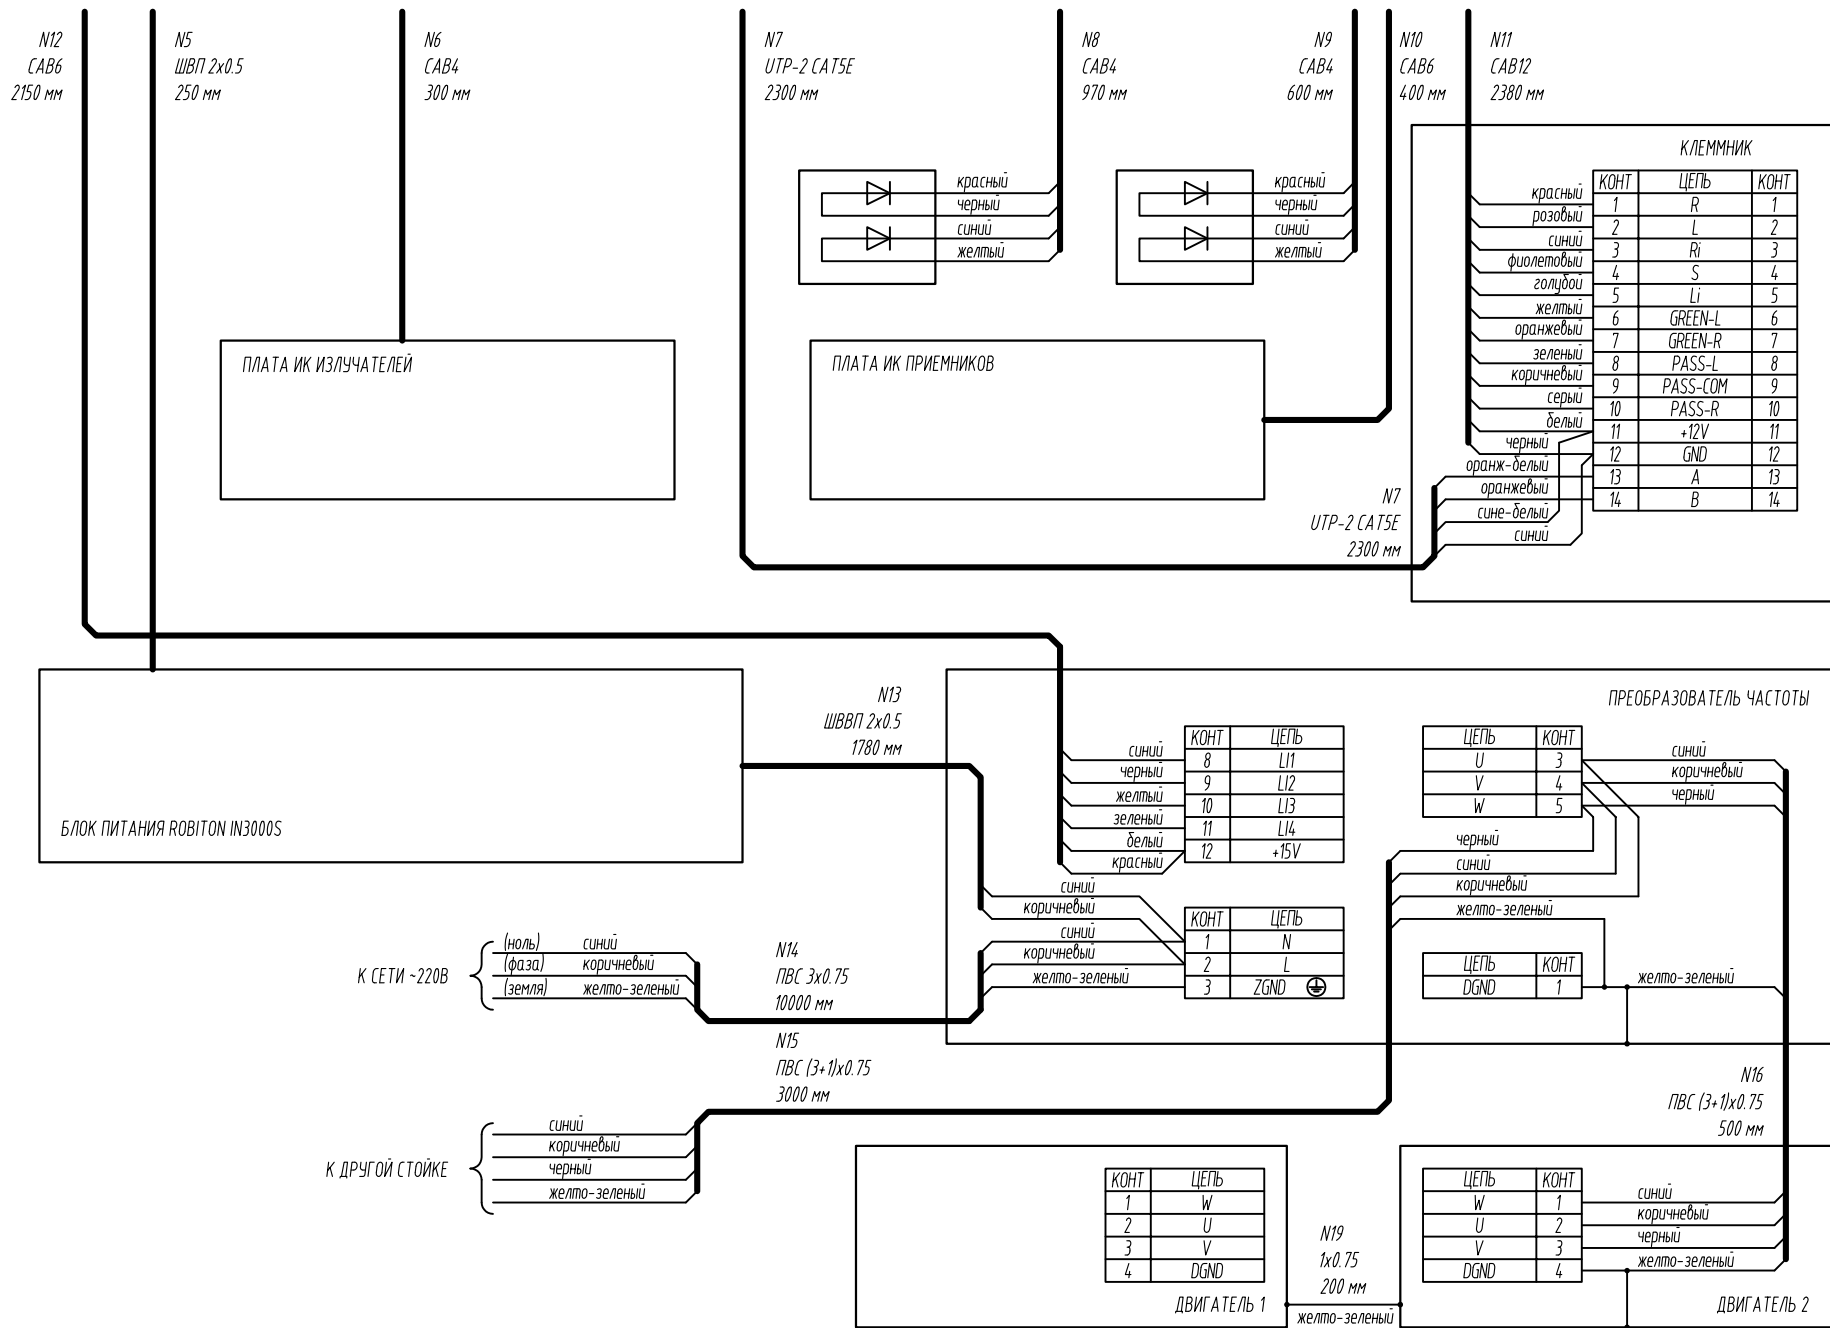 N12
САВ6
2150 мм
N5
ШВП 2х0.5
250 мм
N6
САВ4
300 мм
N7
UTP-2 CAT5E
2300 мм
N8
САВ4
970 мм
N9
САВ4
600 мм
N10
САВ6
400 мм
N11
САВ12
2380 мм
красный
черный
синий
желтый
красный
черный
синий
желтый
КЛЕММНИК
КОНТ ЦЕПЬ КОНТ
красный 1 R 1
розовый 2 L 2
синий 3 Ri 3
фиолетовый 4 S 4
голубой 5 Li 5
желтый 6 GREEN-L 6
оранжевый 7 GREEN-R 7
зеленый 8 PASS-L 8
коричневый 9 PASS-COM 9
серый 10 PASS-R 10
белый 11 +12V 11
черный 12 GND 12
оранж-белый 13 A 13
оранжевый 14 B 14
сине-белый
синий
N7
UTP-2 CAT5E
2300 мм
ПЛАТА ИК ИЗЛУЧАТЕЛЕЙ
ПЛАТА ИК ПРИЕМНИКОВ
БЛОК ПИТАНИЯ ROBITON IN3000S
N13
ШВВП 2х0.5
1780 мм
ПРЕОБРАЗОВАТЕЛЬ ЧАСТОТЫ
КОНТ ЦЕПЬ
синий 8 LI1
черный 9 LI2
желтый 10 LI3
зеленый 11 LI4
белый 12 +15V
красный
ЦЕПЬ КОНТ
U 3 синий
V 4 коричневый
W 5 черный
черный
синий
коричневый
желто-зеленый
синий
коричневый
КОНТ ЦЕПЬ
синий 1 N
коричневый 2 L
желто-зеленый 3 ZGND
ЦЕПЬ КОНТ
DGND 1 желто-зеленый
К СЕТИ ~220В
(ноль) синий
(фаза) коричневый
(земля) желто-зеленый
N14
ПВС 3х0.75
10000 мм
N15
ПВС (3+1)х0.75
3000 мм
N16
ПВС (3+1)х0.75
500 мм
К ДРУГОЙ СТОЙКЕ
синий
коричневый
черный
желто-зеленый
КОНТ ЦЕПЬ
1 W
2 U
3 V
4 DGND
ДВИГАТЕЛЬ 1
N19
1х0.75
200 мм
желто-зеленый
ЦЕПЬ КОНТ
W 1 синий
U 2 коричневый
V 3 черный
DGND 4 желто-зеленый
ДВИГАТЕЛЬ 2